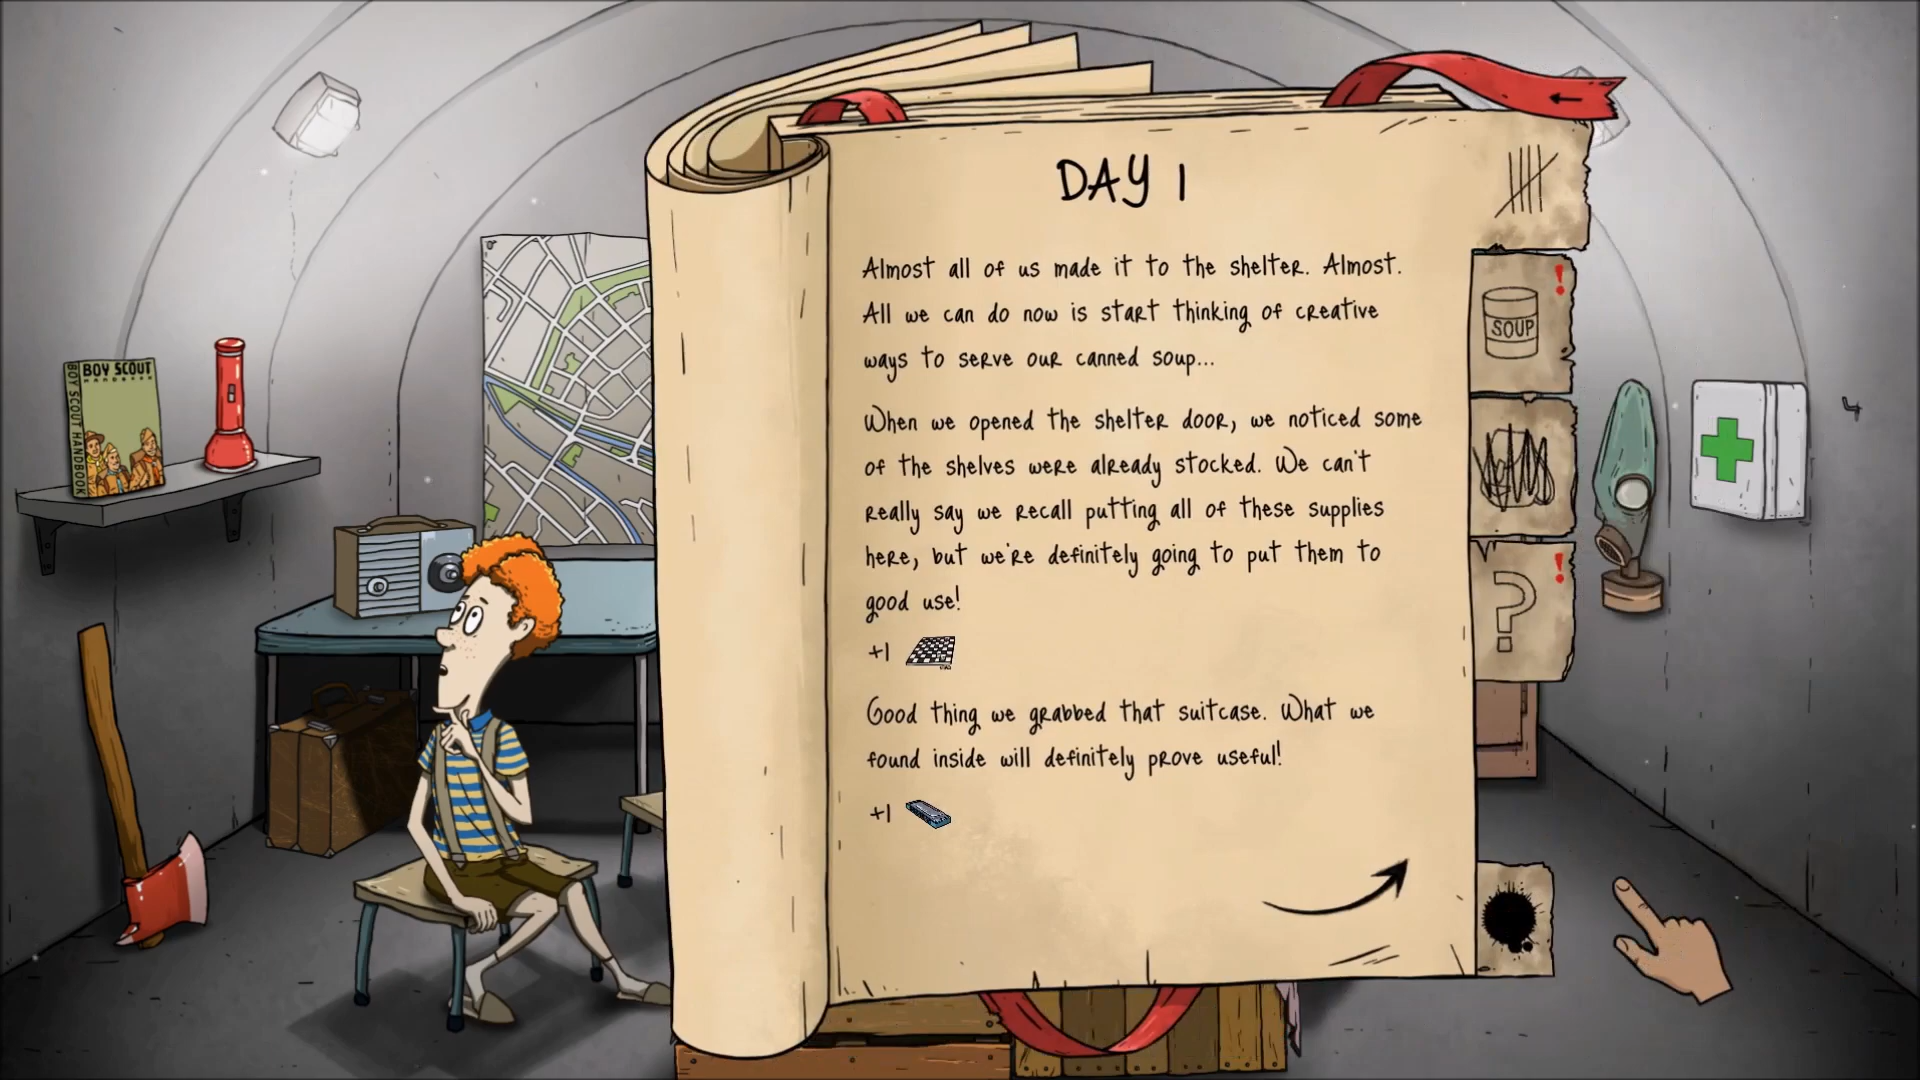 DAY 1
Almost all of us made it to the shelter. Almost.
All we can do now is start thinking of creative
ways to serve our canned soup...
When we opened the shelter door, we noticed some
of the shelves were already stocked. We can't
really say we recall putting all of these supplies
here, but we're definitely going to put them to
good use!
+1
Good thing we grabbed that suitcase. What we
found inside will definitely prove useful!
+1
!
SOUP
!
?
BOY SCOUT
HANDBOOK
BOY SCOUT HANDBOOK